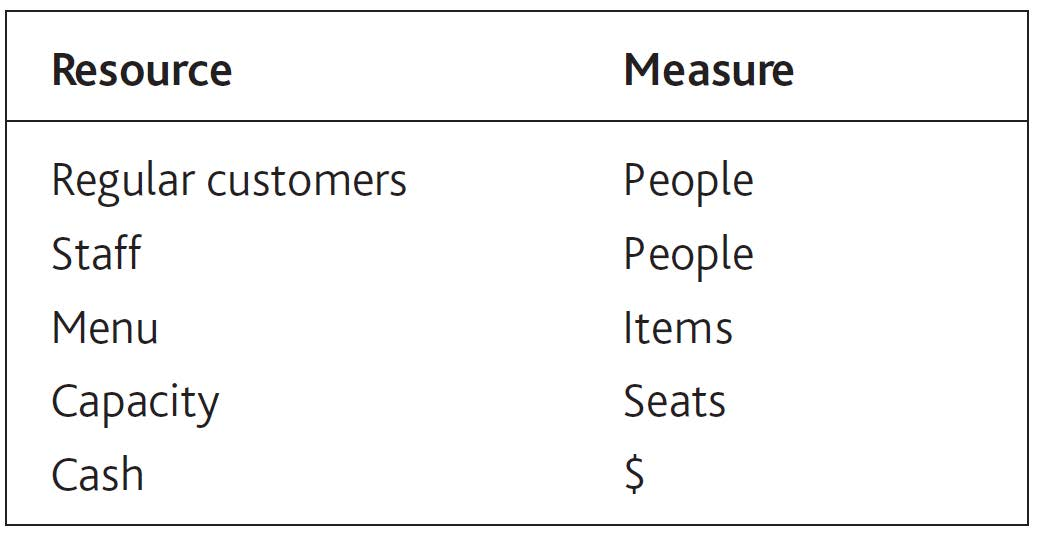 Resource Measure
Regular customers People
Staff People
Menu Items
Capacity Seats
Cash $